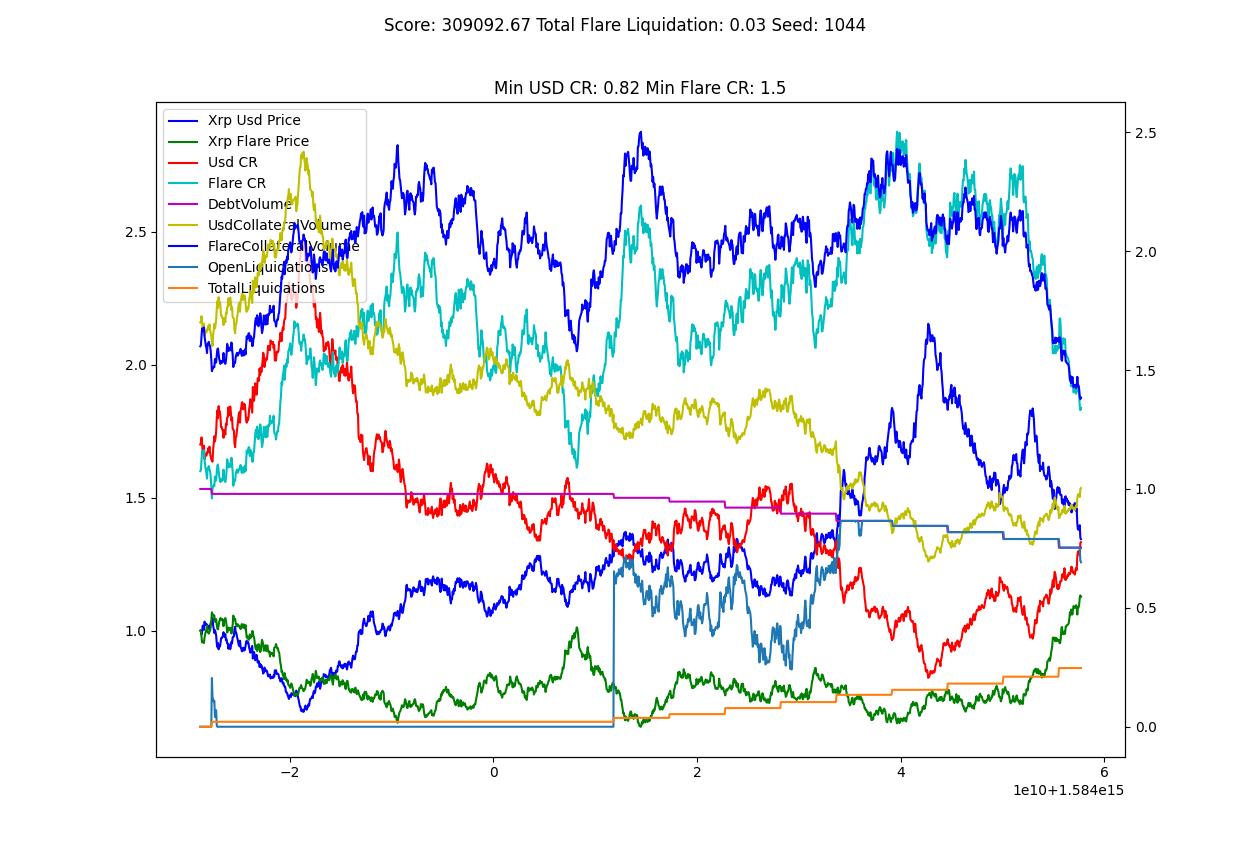 Score: 309092.67 Total Flare Liquidation: 0.03 Seed: 1044
Min USD CR: 0.82 Min Flare CR: 1.5
Xrp Usd Price
Xrp Flare Price
Usd CR
Flare CR
DebtVolume
UsdCollateralVolume
FlareCollateralVolume
OpenLiquidations
TotalLiquidations
2.5
2.0
1.5
1.0
2.5
2.0
1.5
1.0
0.5
0.0
−2
0
2
4
6
1e10+1.584e15